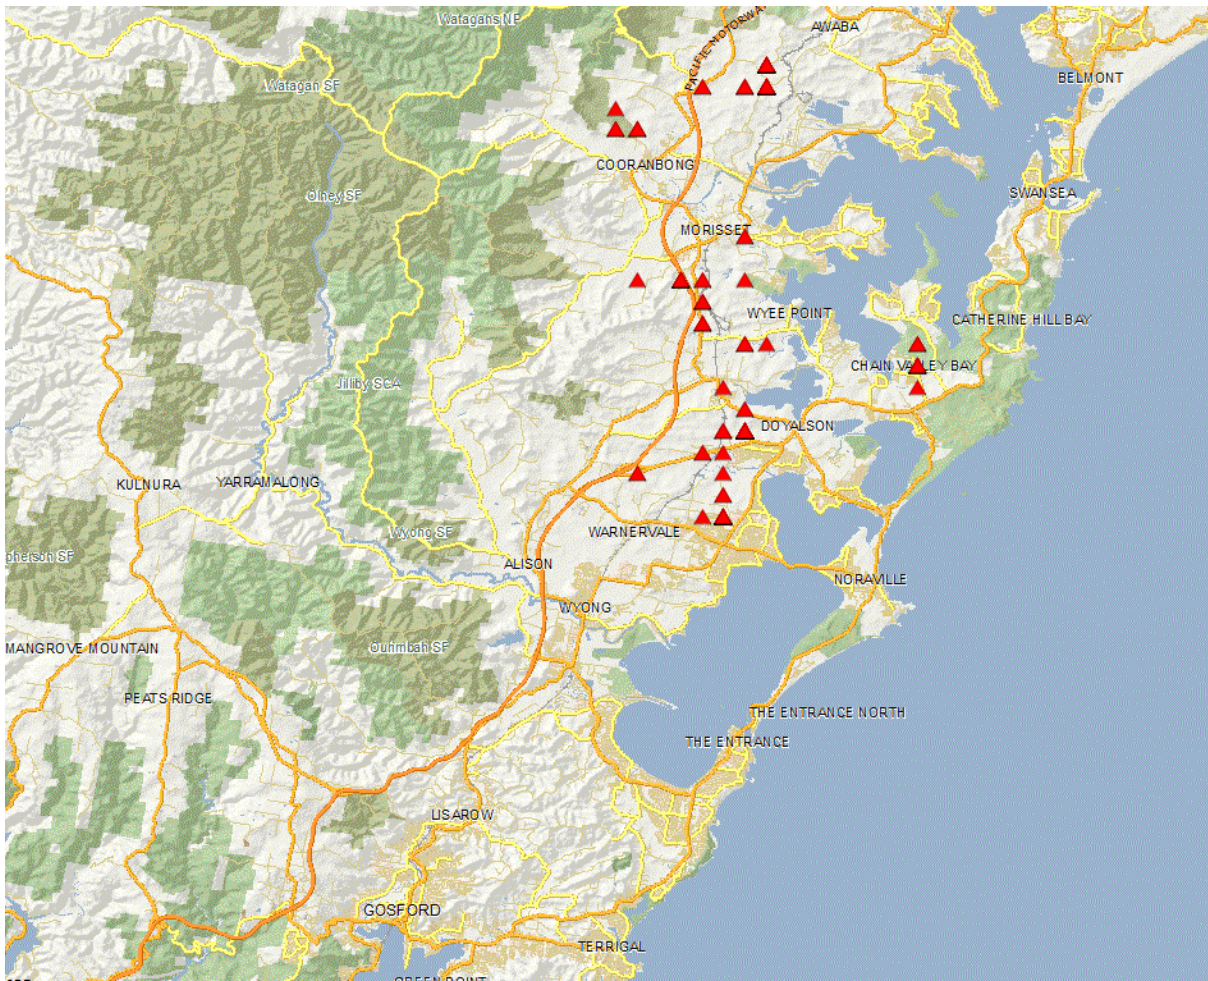 Watagans NP
AWABA
PACIFIC MOTORWA
BELMONT
Watagan SF
COORANBONG
Olney SF
SWANSEA
MORISSET
WYEE POINT
CATHERINE HILL BAY
CHAIN VALLEY BAY
Jilliby SCA
DOYALSON
KULNURA
YARRAMALONG
Wyong SF
WARNERVALE
pherson SF
ALISON
NORAVILLE
WYONG
MANGROVE MOUNTAIN
Ourimbah SF
PEATS RIDGE
THE ENTRANCE NORTH
THE ENTRANCE
LISAROW
GOSFORD
TERRIGAL
GREEN POINT